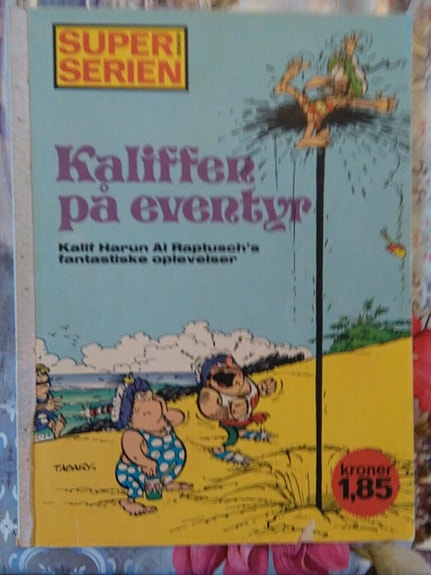 SUPER
SERIEN
Kaliffen
på eventyr
Kalif Harun Al Raptusch's
fantastiske oplevelser
TABARY-
kroner
1,85